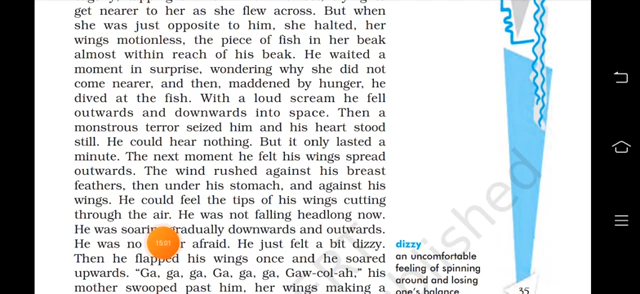 get nearer to her as she flew across. But when
she was just opposite to him, she halted, her
wings motionless, the piece of fish in her beak
almost within reach of his beak. He waited a
moment in surprise, wondering why she did not
come nearer, and then, maddened by hunger, he
dived at the fish. With a loud scream he fell
outwards and downwards into space. Then a
monstrous terror seized him and his heart stood
still. He could hear nothing. But it only lasted a
minute. The next moment he felt his wings spread
outwards. The wind rushed against his breast
feathers, then under his stomach, and against his
wings. He could feel the tips of his wings cutting
through the air. He was not falling headlong now.
He was soaring gradually downwards and outwards.
He was no afraid. He just felt a bit dizzy.
Then he flapped his wings once and he soared
upwards. “Ga, ga, ga, Ga, ga, ga, Gaw-col-ah,” his
mother swooped past him, her wings making a
15:01
dizzy
an uncomfortable
feeling of spinning
around and losing
one's balance
35